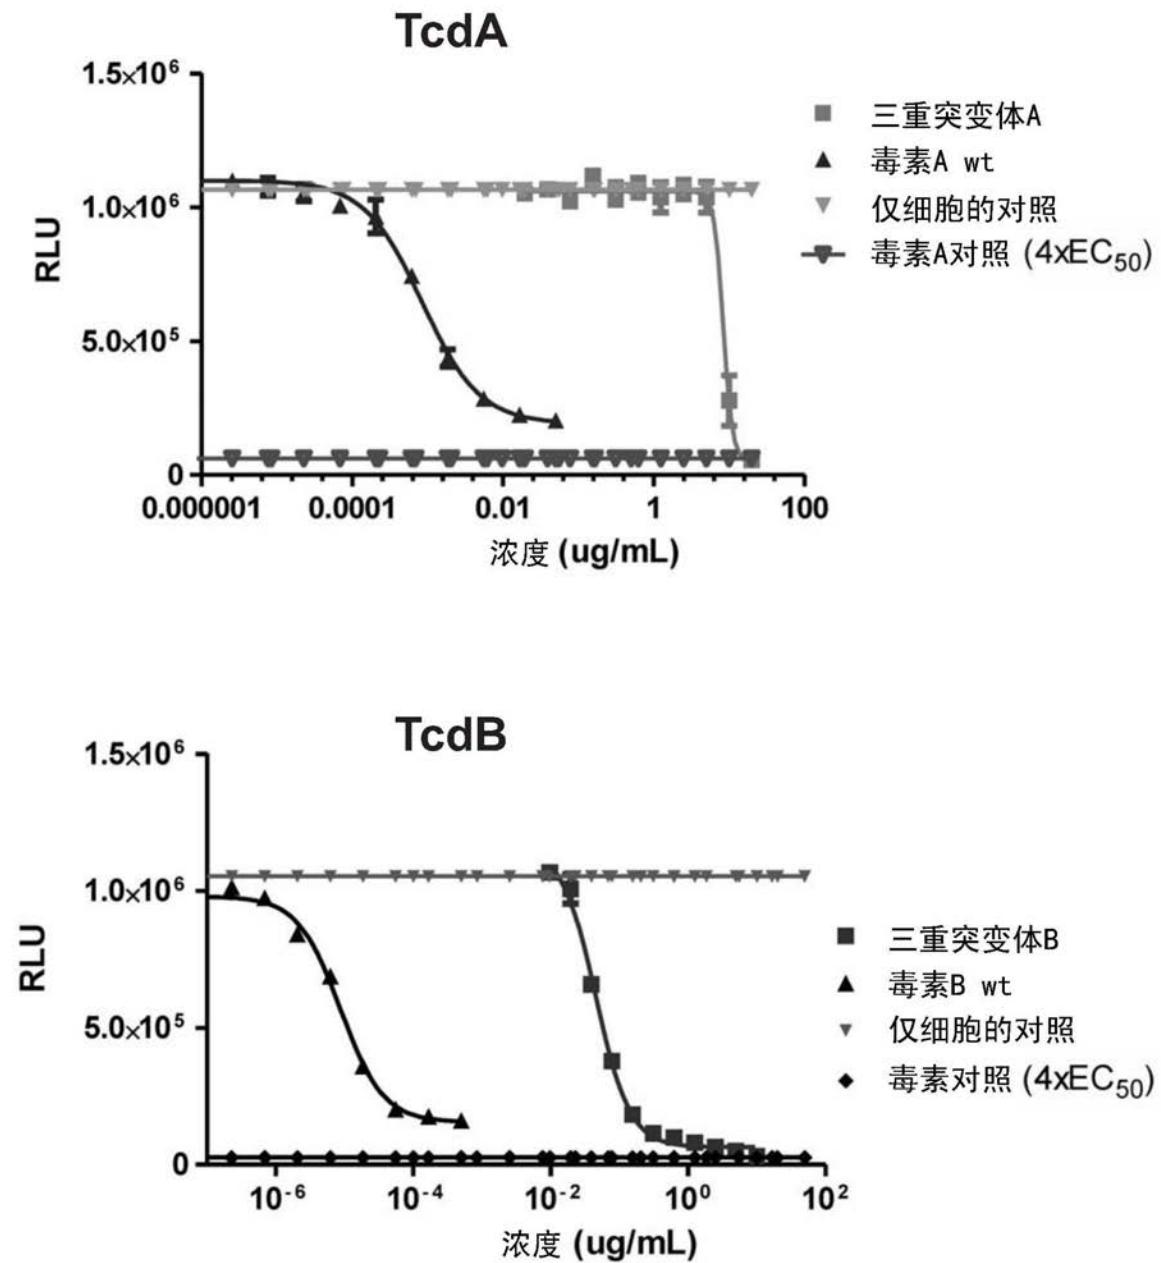 TcdA
1.5×10⁶
1.0×10⁶
5.0×10⁵
0
RLU
0.000001 0.0001 0.01 1 100
浓度 (ug/mL)
三重突变体A
毒素A wt
仅细胞的对照
毒素A对照 (4xEC₅₀)
TcdB
1.5×10⁶
1.0×10⁶
5.0×10⁵
0
RLU
10⁻⁶ 10⁻⁴ 10⁻² 10⁰ 10²
浓度 (ug/mL)
三重突变体B
毒素B wt
仅细胞的对照
毒素对照 (4xEC₅₀)